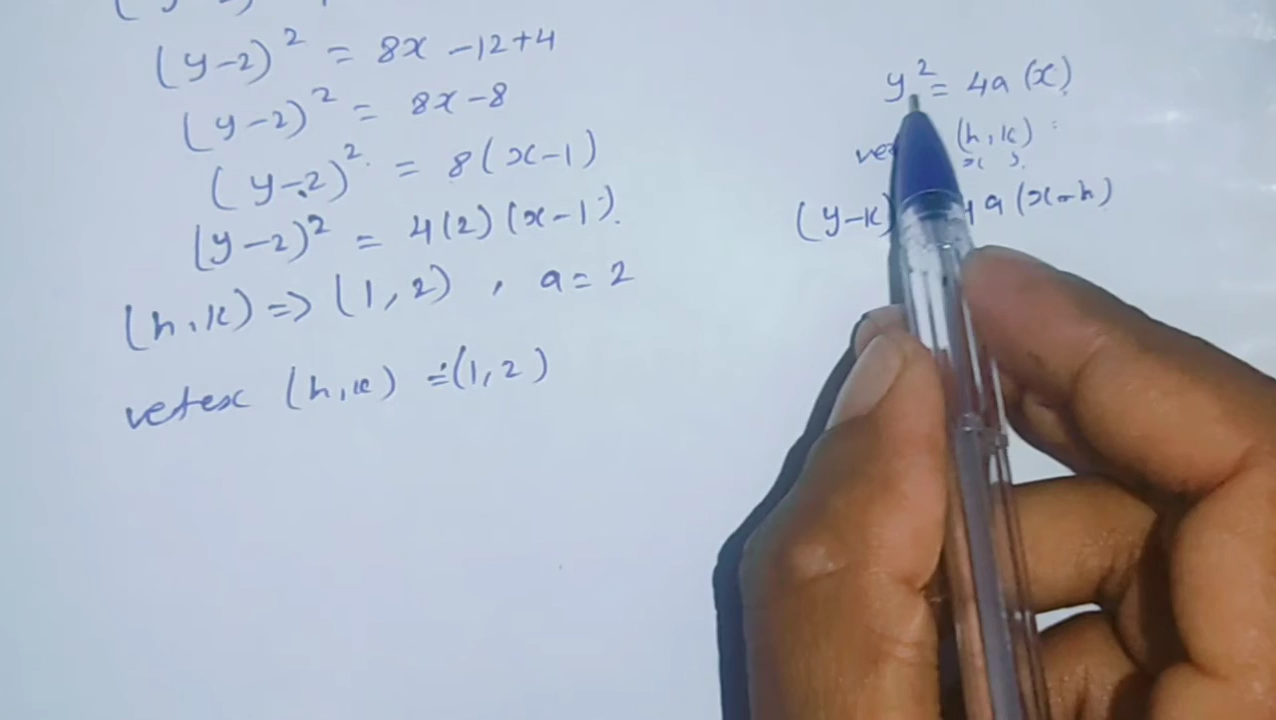 (y-2)² = 8x -12+4
(y-2)² = 8x-8
(y-2)² = 8(x-1)
(y-2)² = 4(2)(x-1).
(h,k) => (1,2), a=2
vetex (h,k) =(1,2)
y² = 4a(x)
(h,k) :
x
(y-k) 4a(x-h)